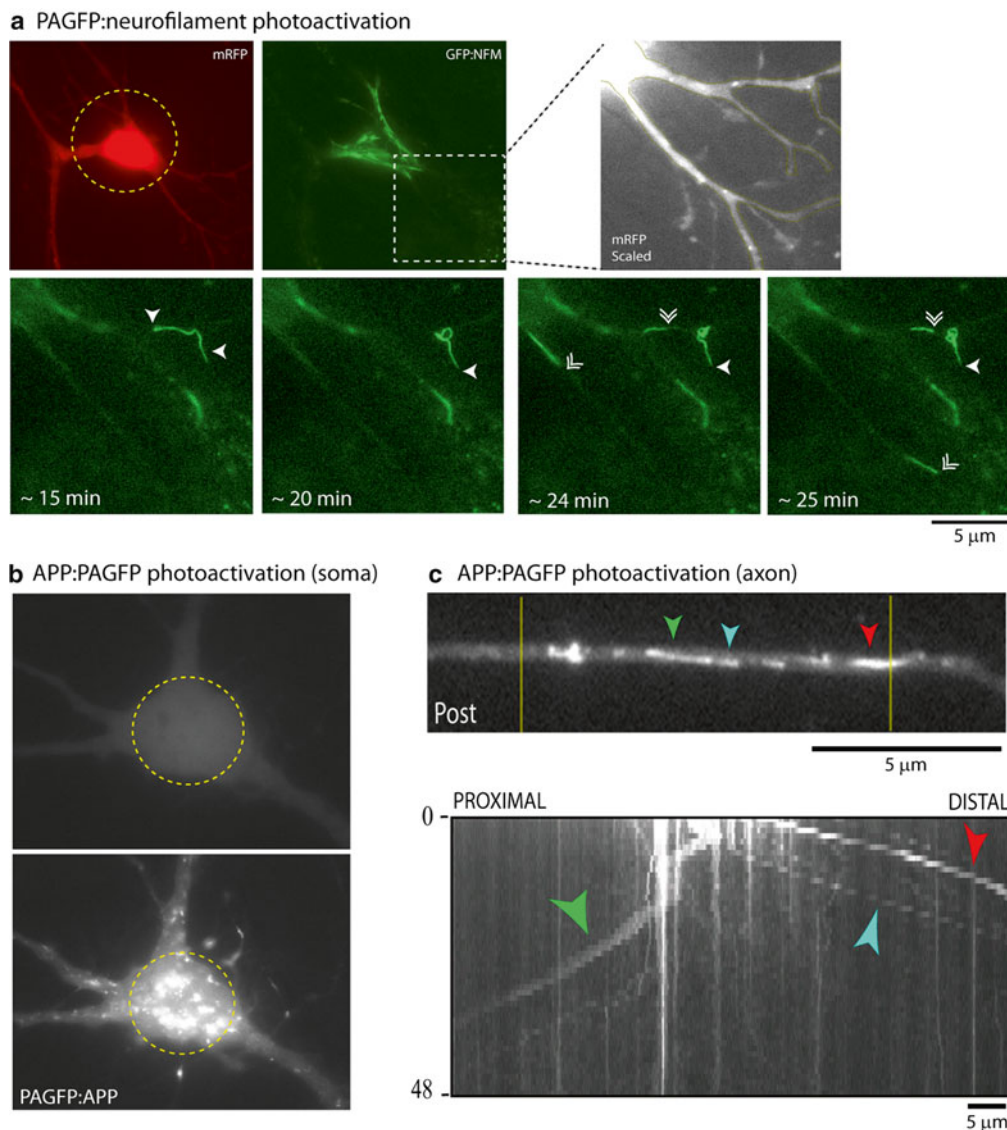 a PAGFP:neurofilament photoactivation
mRFP
GFP:NFM
mRFP
Scaled
~ 15 min
~ 20 min
~ 24 min
~ 25 min
5 μm
b APP:PAGFP photoactivation (soma)
PAGFP:APP
c APP:PAGFP photoactivation (axon)
Post
5 μm
PROXIMAL
DISTAL
0
48
5 μm